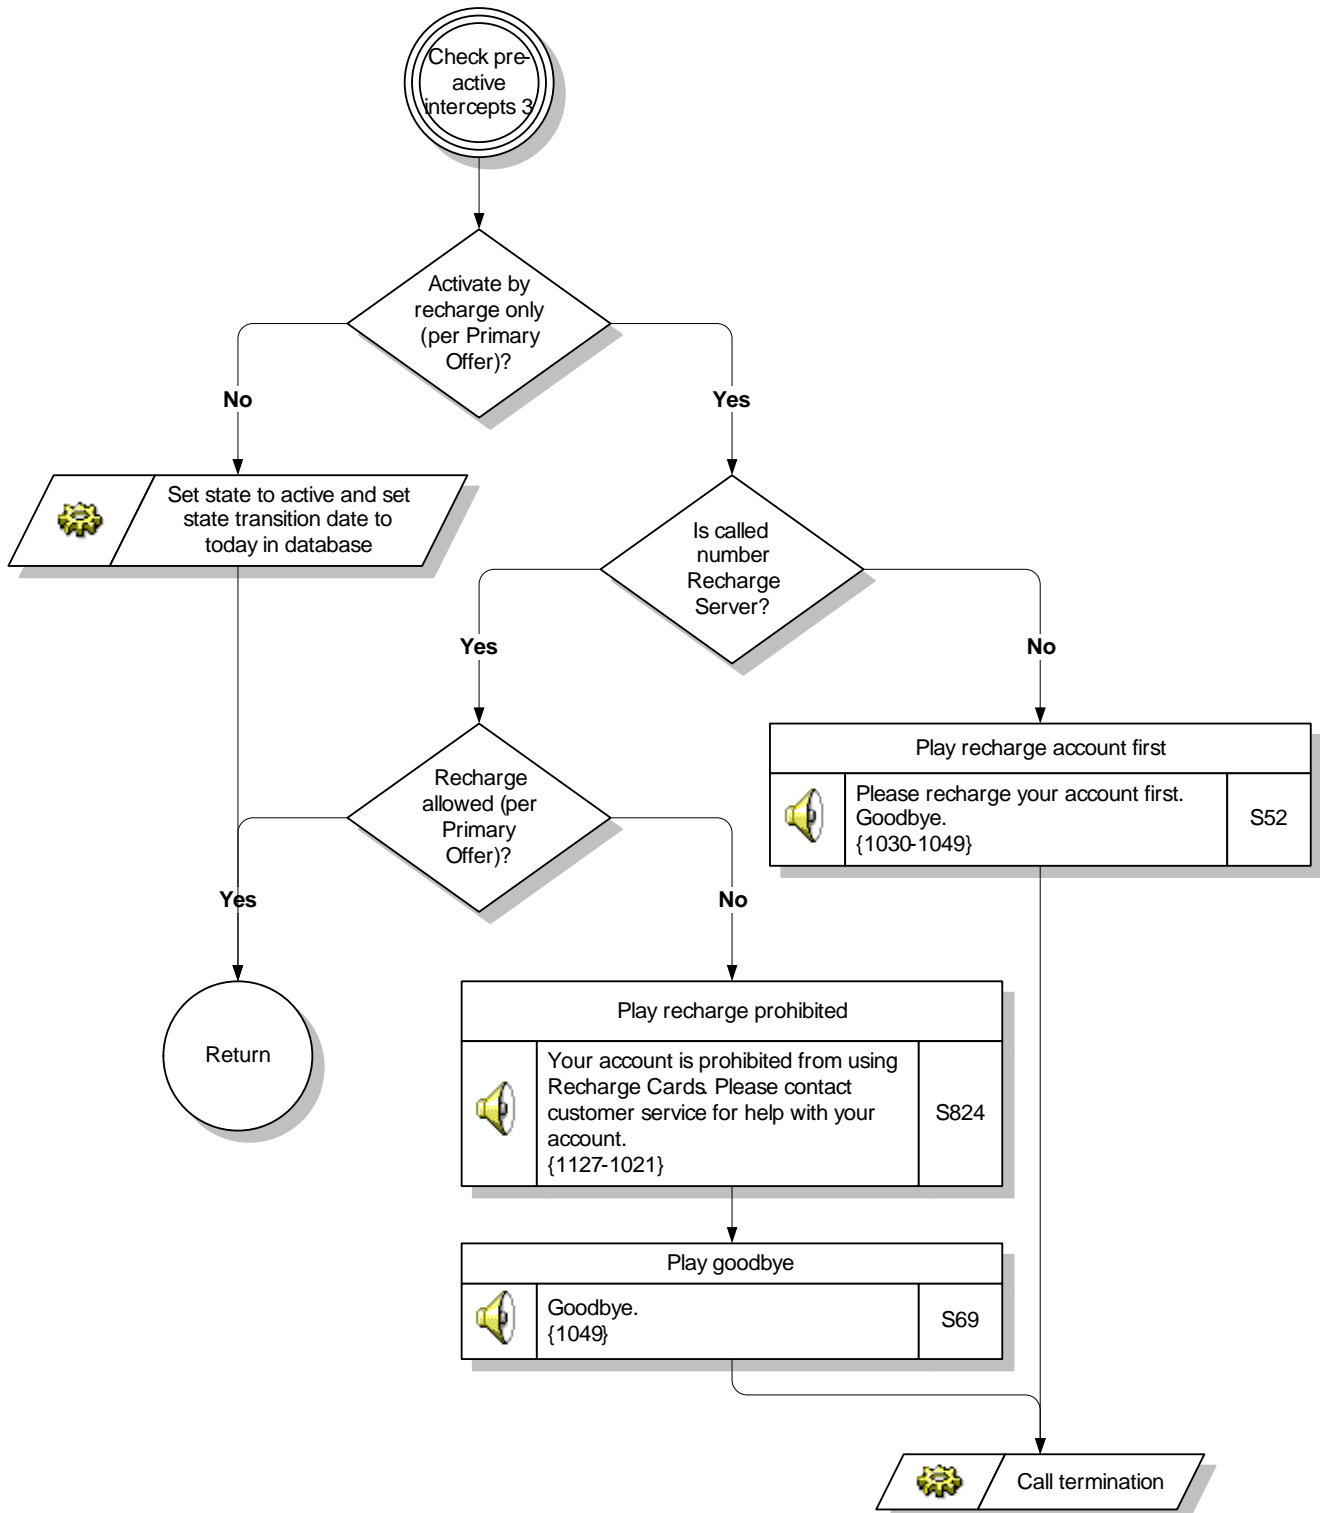 Check pre-
active
intercepts 3
Activate by
recharge only
(per Primary
Offer)?
No
Yes
Set state to active and set
state transition date to
today in database
Is called
number
Recharge
Server?
Yes
No
Recharge
allowed (per
Primary
Offer)?
Play recharge account first
Please recharge your account first.
Goodbye.
{1030-1049}
S52
Yes
No
Return
Play recharge prohibited
Your account is prohibited from using
Recharge Cards. Please contact
customer service for help with your
account.
{1127-1021}
S824
Play goodbye
Goodbye.
{1049}
S69
Call termination